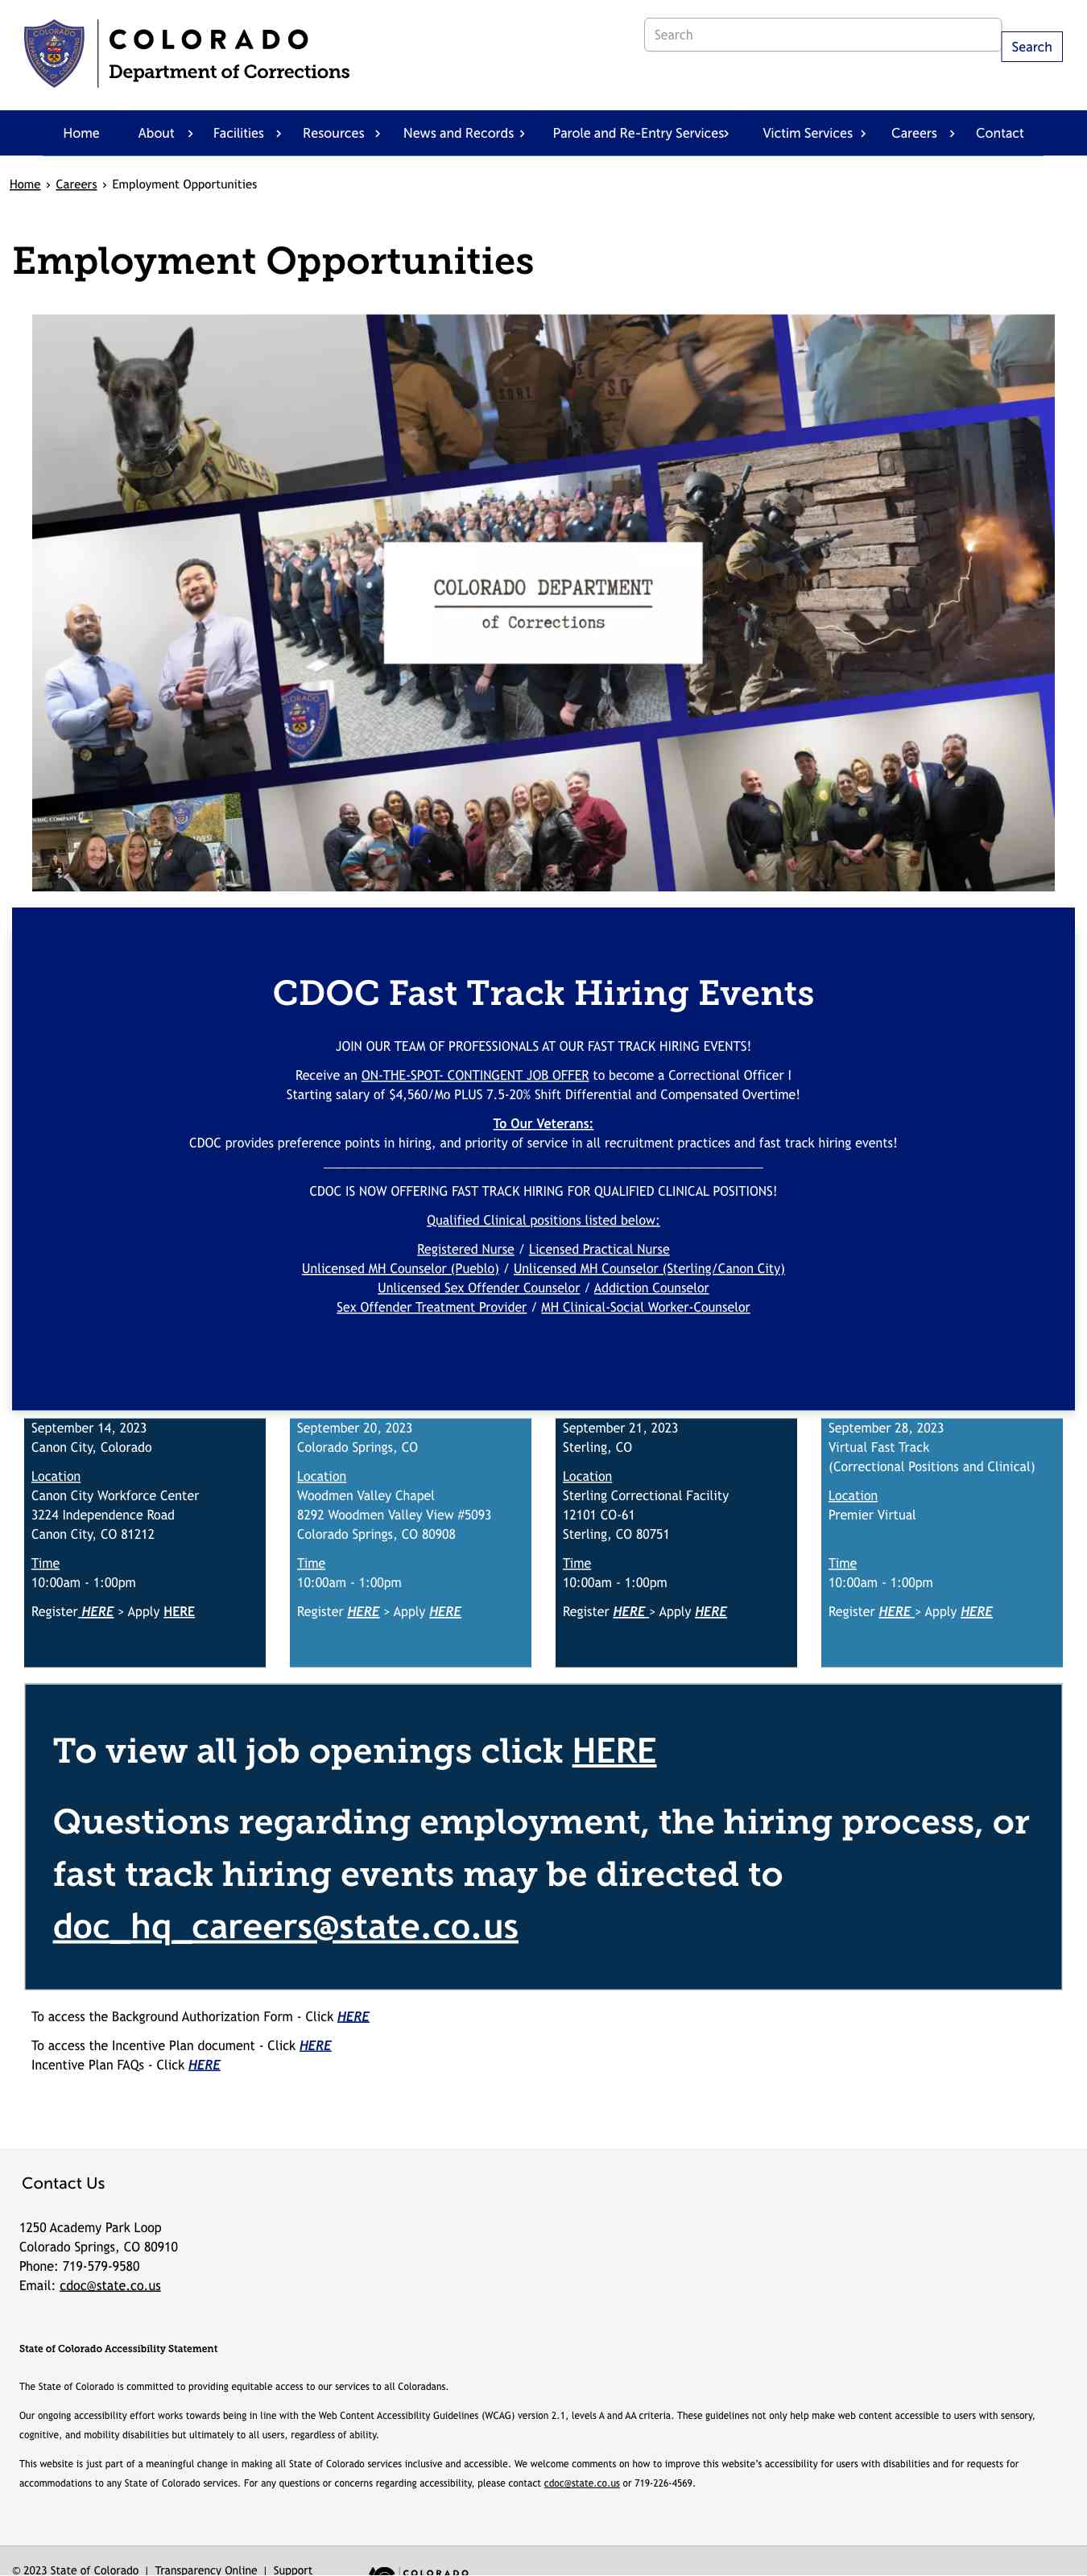 COLORADO
COLORADO
Department of Corrections
Search
Search
Home
About
Facilities
Resources
News and Records
Parole and Re-Entry Services
Victim Services
Careers
Contact
Home › Careers › Employment Opportunities
Employment Opportunities
OIG K-9
COLORADO DEPARTMENT
of Corrections
COLORADO
CDOC Fast Track Hiring Events
JOIN OUR TEAM OF PROFESSIONALS AT OUR FAST TRACK HIRING EVENTS!
Receive an ON-THE-SPOT- CONTINGENT JOB OFFER to become a Correctional Officer I
Starting salary of $4,560/Mo PLUS 7.5-20% Shift Differential and Compensated Overtime!
To Our Veterans:
CDOC provides preference points in hiring, and priority of service in all recruitment practices and fast track hiring events!
CDOC IS NOW OFFERING FAST TRACK HIRING FOR QUALIFIED CLINICAL POSITIONS!
Qualified Clinical positions listed below:
Registered Nurse / Licensed Practical Nurse
Unlicensed MH Counselor (Pueblo) / Unlicensed MH Counselor (Sterling/Canon City)
Unlicensed Sex Offender Counselor / Addiction Counselor
Sex Offender Treatment Provider / MH Clinical-Social Worker-Counselor
September 14, 2023
Canon City, Colorado
Location
Canon City Workforce Center
3224 Independence Road
Canon City, CO 81212
Time
10:00am - 1:00pm
Register HERE > Apply HERE
September 20, 2023
Colorado Springs, CO
Location
Woodmen Valley Chapel
8292 Woodmen Valley View #5093
Colorado Springs, CO 80908
Time
10:00am - 1:00pm
Register HERE > Apply HERE
September 21, 2023
Sterling, CO
Location
Sterling Correctional Facility
12101 CO-61
Sterling, CO 80751
Time
10:00am - 1:00pm
Register HERE > Apply HERE
September 28, 2023
Virtual Fast Track
(Correctional Positions and Clinical)
Location
Premier Virtual
Time
10:00am - 1:00pm
Register HERE > Apply HERE
To view all job openings click HERE
Questions regarding employment, the hiring process, or
fast track hiring events may be directed to
doc_hq_careers@state.co.us
To access the Background Authorization Form - Click HERE
To access the Incentive Plan document - Click HERE
Incentive Plan FAQs - Click HERE
Contact Us
1250 Academy Park Loop
Colorado Springs, CO 80910
Phone: 719-579-9580
Email: cdoc@state.co.us
State of Colorado Accessibility Statement
The State of Colorado is committed to providing equitable access to our services to all Coloradans.
Our ongoing accessibility effort works towards being in line with the Web Content Accessibility Guidelines (WCAG) version 2.1, levels A and AA criteria. These guidelines not only help make web content accessible to users with sensory,
cognitive, and mobility disabilities but ultimately to all users, regardless of ability.
This website is just part of a meaningful change in making all State of Colorado services inclusive and accessible. We welcome comments on how to improve this website's accessibility for users with disabilities and for requests for
accommodations to any State of Colorado services. For any questions or concerns regarding accessibility, please contact cdoc@state.co.us or 719-226-4569.
© 2023 State of Colorado | Transparency Online | Support
COLORADO